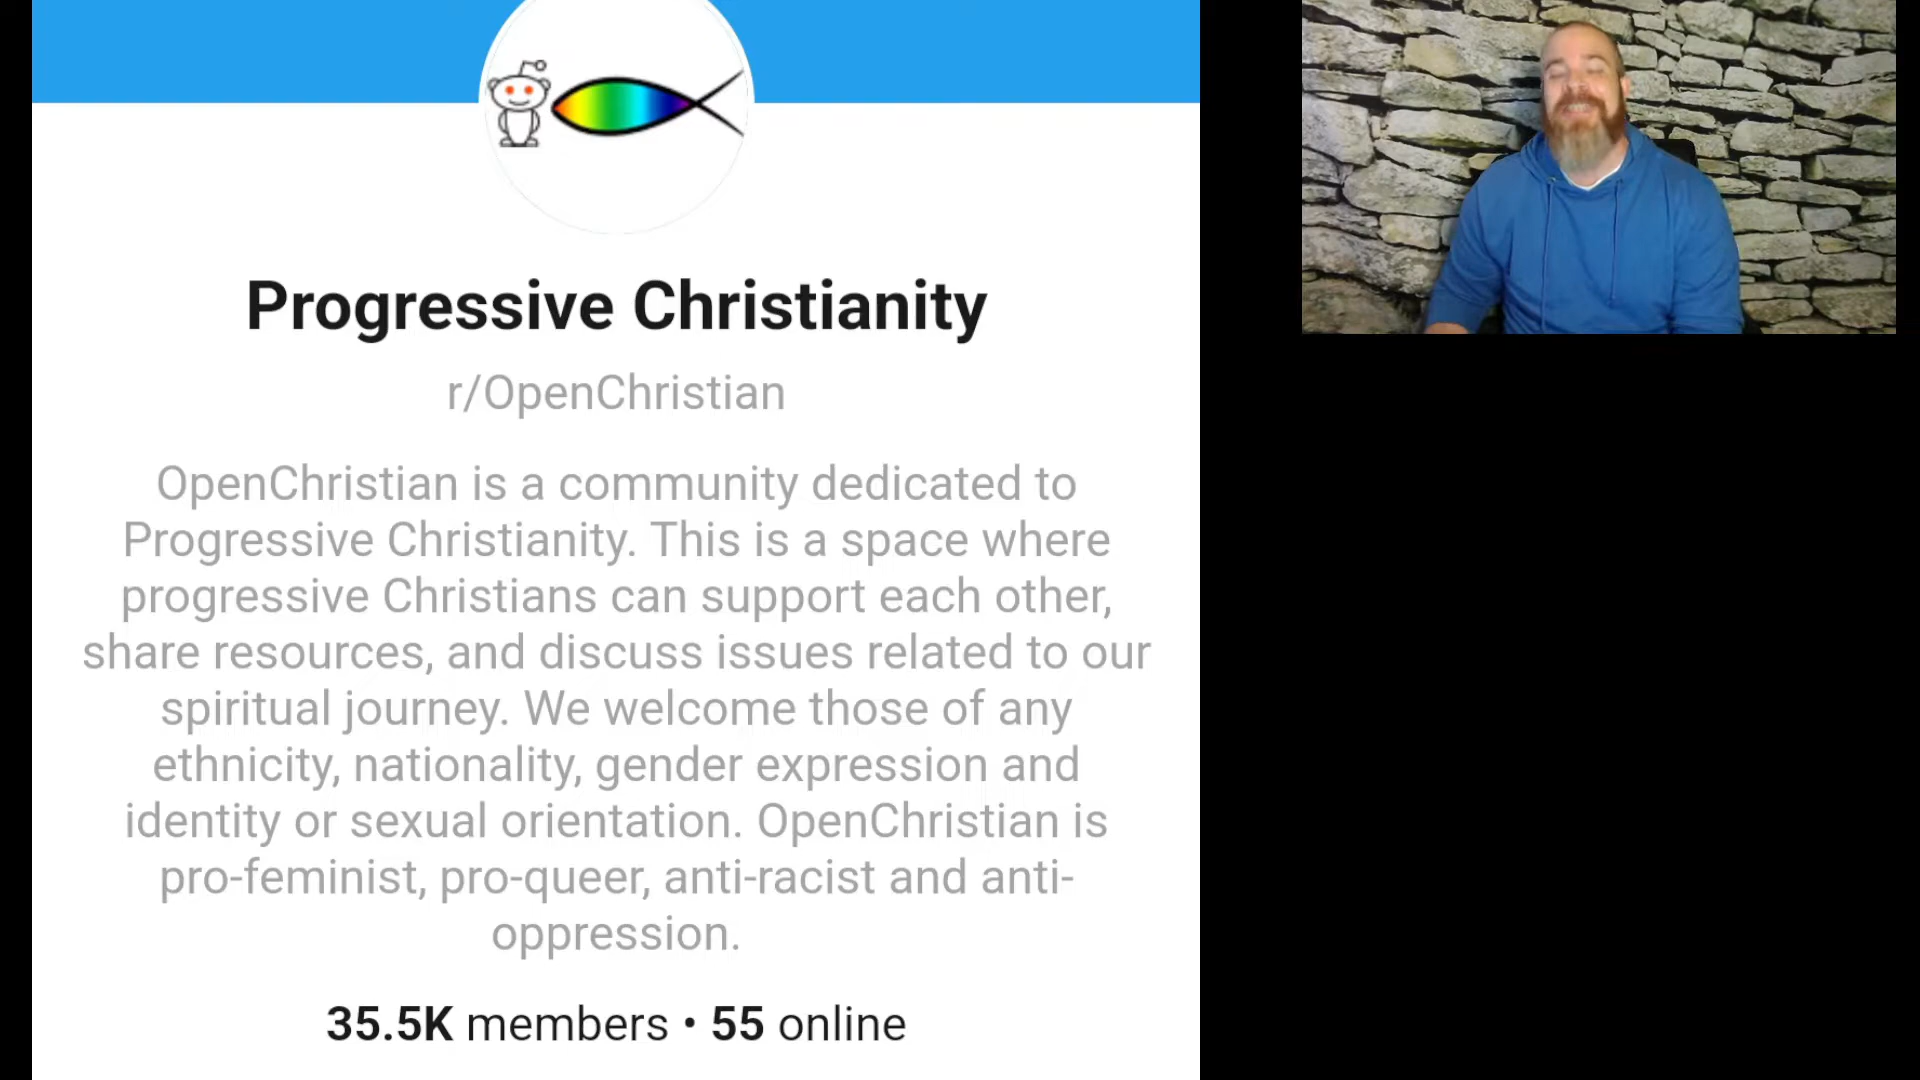 Progressive Christianity
r/OpenChristian
OpenChristian is a community dedicated to
Progressive Christianity. This is a space where
progressive Christians can support each other,
share resources, and discuss issues related to our
spiritual journey. We welcome those of any
ethnicity, nationality, gender expression and
identity or sexual orientation. OpenChristian is
pro-feminist, pro-queer, anti-racist and anti-
oppression.
35.5K members • 55 online